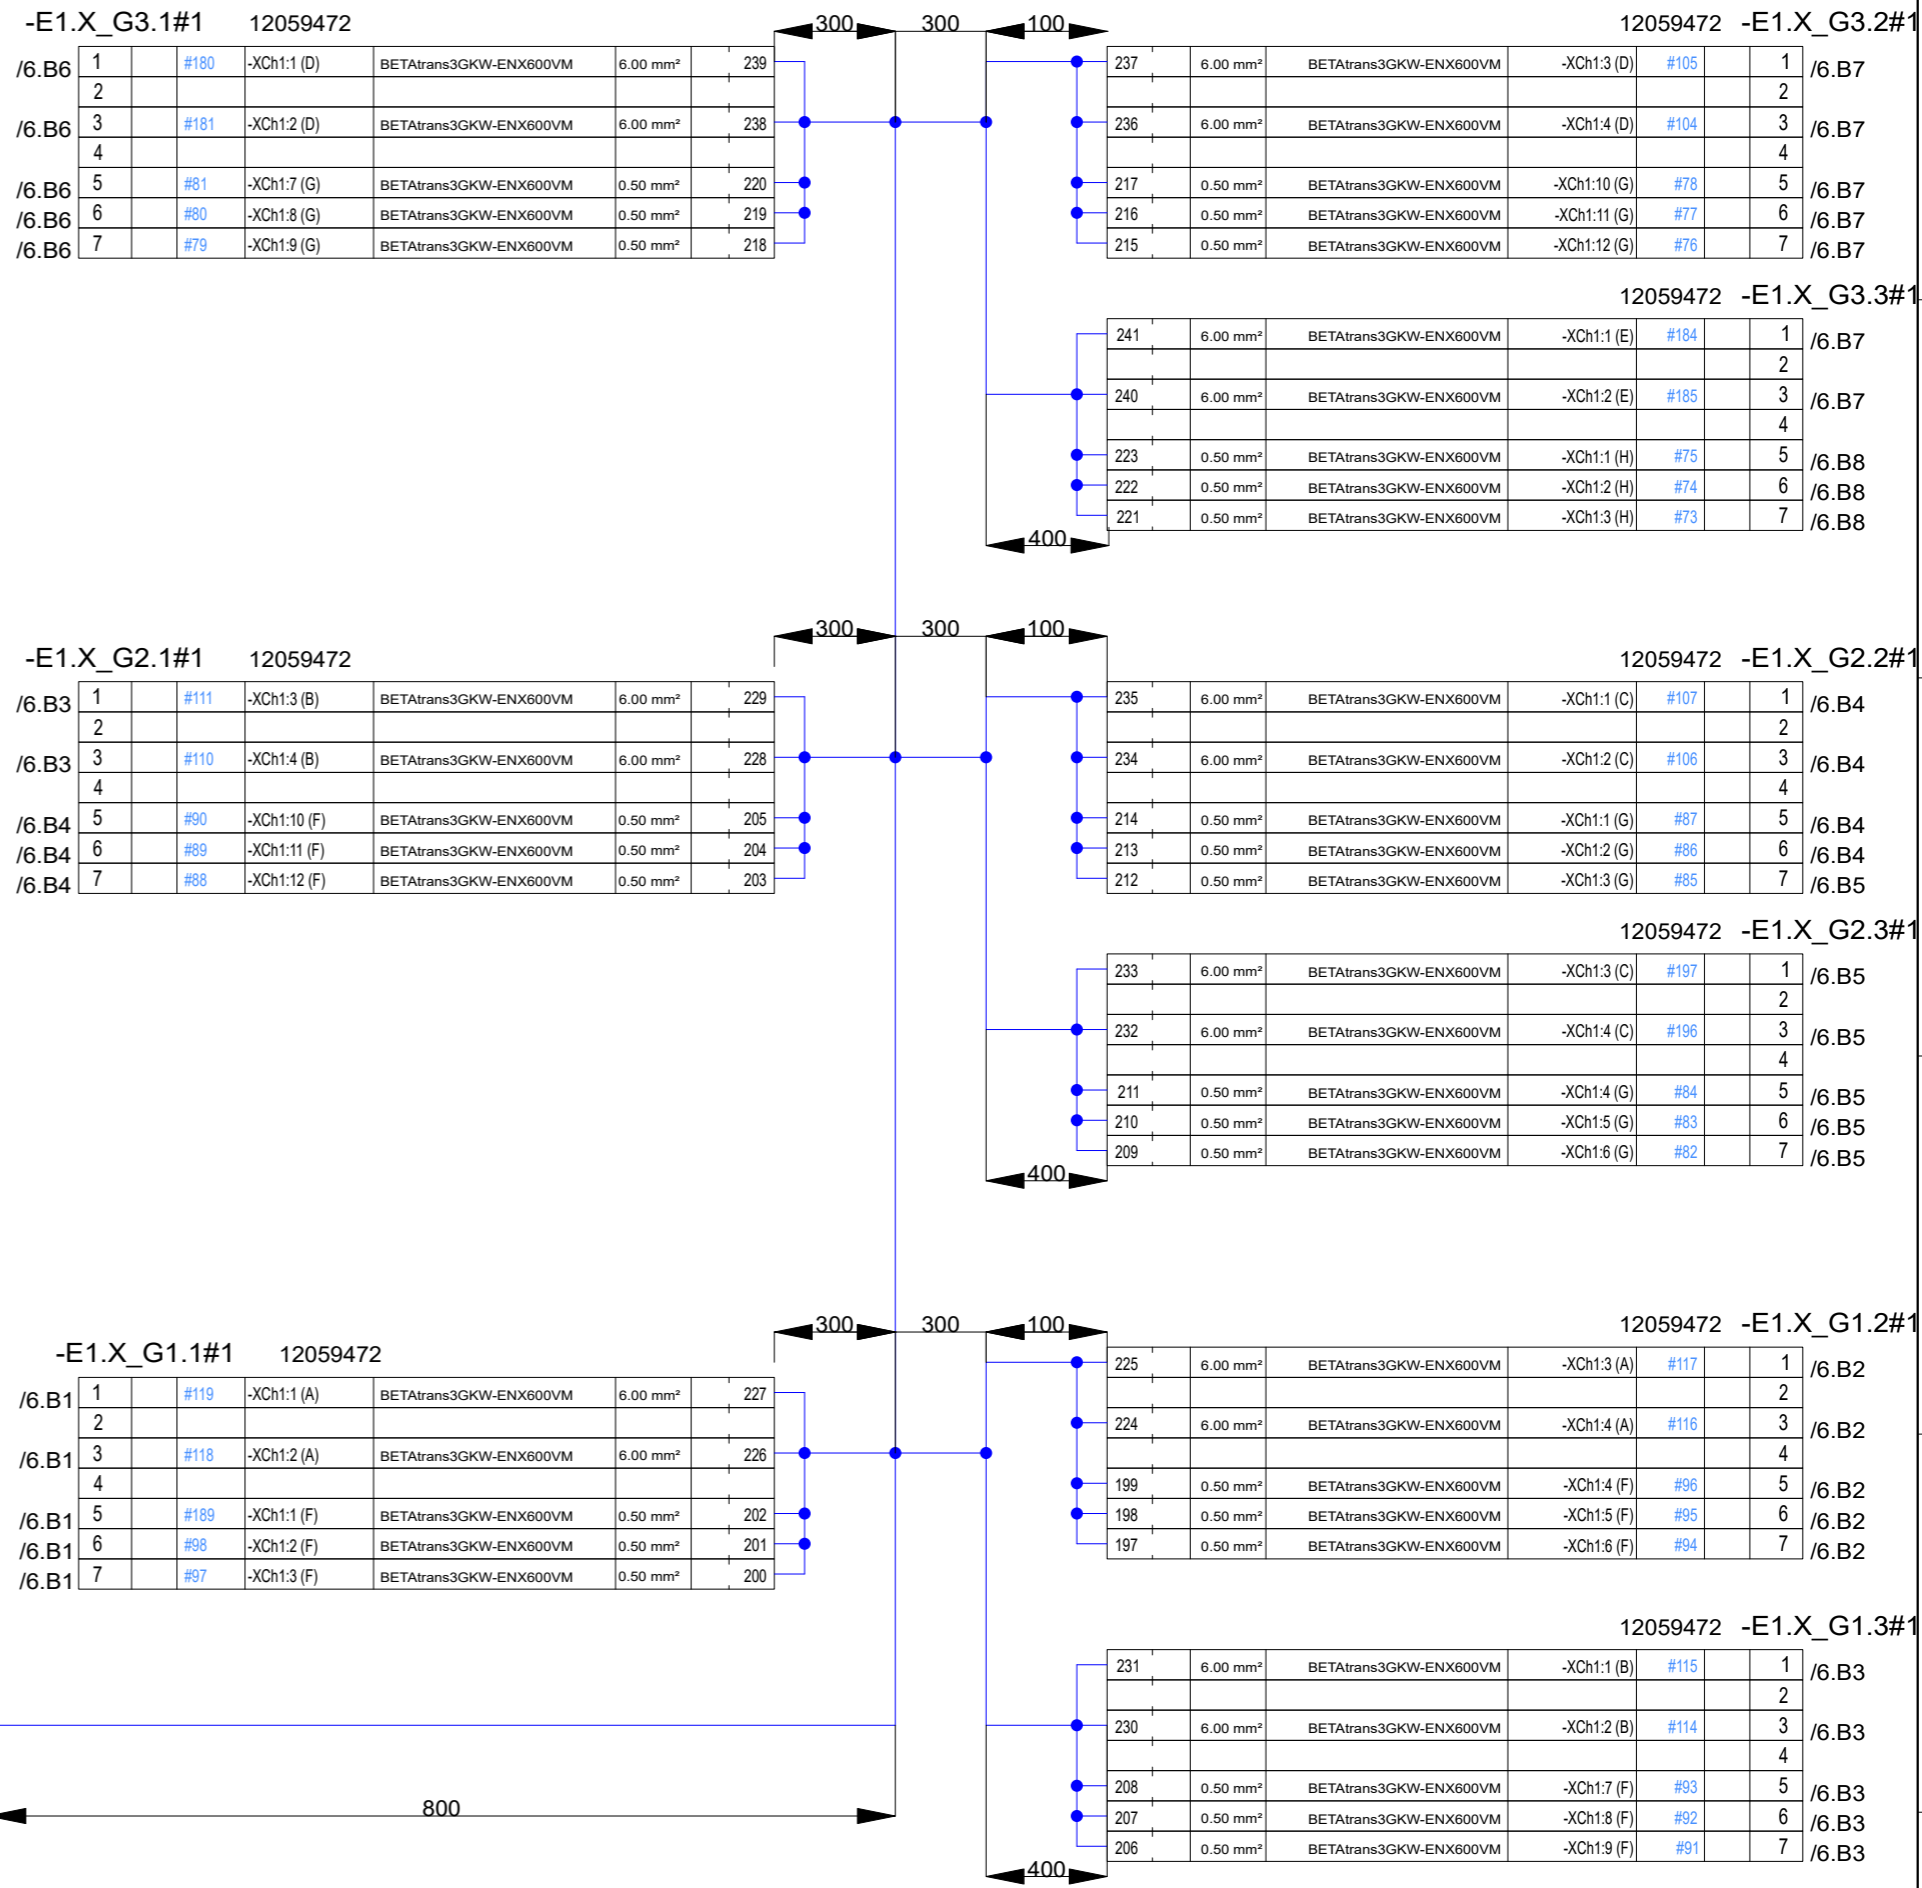 300 300 100
-E1.X_G3.1#1 12059472
/6.B6 1 #180 -XCh1:1 (D) BETAtrans3GKW-ENX600VM 6.00 mm² 239
2
/6.B6 3 #181 -XCh1:2 (D) BETAtrans3GKW-ENX600VM 6.00 mm² 238
4
/6.B6 5 #81 -XCh1:7 (G) BETAtrans3GKW-ENX600VM 0.50 mm² 220
/6.B6 6 #80 -XCh1:8 (G) BETAtrans3GKW-ENX600VM 0.50 mm² 219
/6.B6 7 #79 -XCh1:9 (G) BETAtrans3GKW-ENX600VM 0.50 mm² 218
12059472 -E1.X_G3.2#1
237 6.00 mm² BETAtrans3GKW-ENX600VM -XCh1:3 (D) #105 1 /6.B7
2
236 6.00 mm² BETAtrans3GKW-ENX600VM -XCh1:4 (D) #104 3 /6.B7
4
217 0.50 mm² BETAtrans3GKW-ENX600VM -XCh1:10 (G) #78 5 /6.B7
216 0.50 mm² BETAtrans3GKW-ENX600VM -XCh1:11 (G) #77 6 /6.B7
215 0.50 mm² BETAtrans3GKW-ENX600VM -XCh1:12 (G) #76 7 /6.B7
12059472 -E1.X_G3.3#1
241 6.00 mm² BETAtrans3GKW-ENX600VM -XCh1:1 (E) #184 1 /6.B7
2
240 6.00 mm² BETAtrans3GKW-ENX600VM -XCh1:2 (E) #185 3 /6.B7
4
223 0.50 mm² BETAtrans3GKW-ENX600VM -XCh1:1 (H) #75 5 /6.B8
222 0.50 mm² BETAtrans3GKW-ENX600VM -XCh1:2 (H) #74 6 /6.B8
221 0.50 mm² BETAtrans3GKW-ENX600VM -XCh1:3 (H) #73 7 /6.B8
400
300 300 100
-E1.X_G2.1#1 12059472
/6.B3 1 #111 -XCh1:3 (B) BETAtrans3GKW-ENX600VM 6.00 mm² 229
2
/6.B3 3 #110 -XCh1:4 (B) BETAtrans3GKW-ENX600VM 6.00 mm² 228
4
/6.B4 5 #90 -XCh1:10 (F) BETAtrans3GKW-ENX600VM 0.50 mm² 205
/6.B4 6 #89 -XCh1:11 (F) BETAtrans3GKW-ENX600VM 0.50 mm² 204
/6.B4 7 #88 -XCh1:12 (F) BETAtrans3GKW-ENX600VM 0.50 mm² 203
12059472 -E1.X_G2.2#1
235 6.00 mm² BETAtrans3GKW-ENX600VM -XCh1:1 (C) #107 1 /6.B4
2
234 6.00 mm² BETAtrans3GKW-ENX600VM -XCh1:2 (C) #106 3 /6.B4
4
214 0.50 mm² BETAtrans3GKW-ENX600VM -XCh1:1 (G) #87 5 /6.B4
213 0.50 mm² BETAtrans3GKW-ENX600VM -XCh1:2 (G) #86 6 /6.B4
212 0.50 mm² BETAtrans3GKW-ENX600VM -XCh1:3 (G) #85 7 /6.B5
12059472 -E1.X_G2.3#1
233 6.00 mm² BETAtrans3GKW-ENX600VM -XCh1:3 (C) #197 1 /6.B5
2
232 6.00 mm² BETAtrans3GKW-ENX600VM -XCh1:4 (C) #196 3 /6.B5
4
211 0.50 mm² BETAtrans3GKW-ENX600VM -XCh1:4 (G) #84 5 /6.B5
210 0.50 mm² BETAtrans3GKW-ENX600VM -XCh1:5 (G) #83 6 /6.B5
209 0.50 mm² BETAtrans3GKW-ENX600VM -XCh1:6 (G) #82 7 /6.B5
400
300 300 100
-E1.X_G1.1#1 12059472
/6.B1 1 #119 -XCh1:1 (A) BETAtrans3GKW-ENX600VM 6.00 mm² 227
2
/6.B1 3 #118 -XCh1:2 (A) BETAtrans3GKW-ENX600VM 6.00 mm² 226
4
/6.B1 5 #189 -XCh1:1 (F) BETAtrans3GKW-ENX600VM 0.50 mm² 202
/6.B1 6 #98 -XCh1:2 (F) BETAtrans3GKW-ENX600VM 0.50 mm² 201
/6.B1 7 #97 -XCh1:3 (F) BETAtrans3GKW-ENX600VM 0.50 mm² 200
12059472 -E1.X_G1.2#1
225 6.00 mm² BETAtrans3GKW-ENX600VM -XCh1:3 (A) #117 1 /6.B2
2
224 6.00 mm² BETAtrans3GKW-ENX600VM -XCh1:4 (A) #116 3 /6.B2
4
199 0.50 mm² BETAtrans3GKW-ENX600VM -XCh1:4 (F) #96 5 /6.B2
198 0.50 mm² BETAtrans3GKW-ENX600VM -XCh1:5 (F) #95 6 /6.B2
197 0.50 mm² BETAtrans3GKW-ENX600VM -XCh1:6 (F) #94 7 /6.B2
12059472 -E1.X_G1.3#1
231 6.00 mm² BETAtrans3GKW-ENX600VM -XCh1:1 (B) #115 1 /6.B3
2
230 6.00 mm² BETAtrans3GKW-ENX600VM -XCh1:2 (B) #114 3 /6.B3
4
208 0.50 mm² BETAtrans3GKW-ENX600VM -XCh1:7 (F) #93 5 /6.B3
207 0.50 mm² BETAtrans3GKW-ENX600VM -XCh1:8 (F) #92 6 /6.B3
206 0.50 mm² BETAtrans3GKW-ENX600VM -XCh1:9 (F) #91 7 /6.B3
800
400